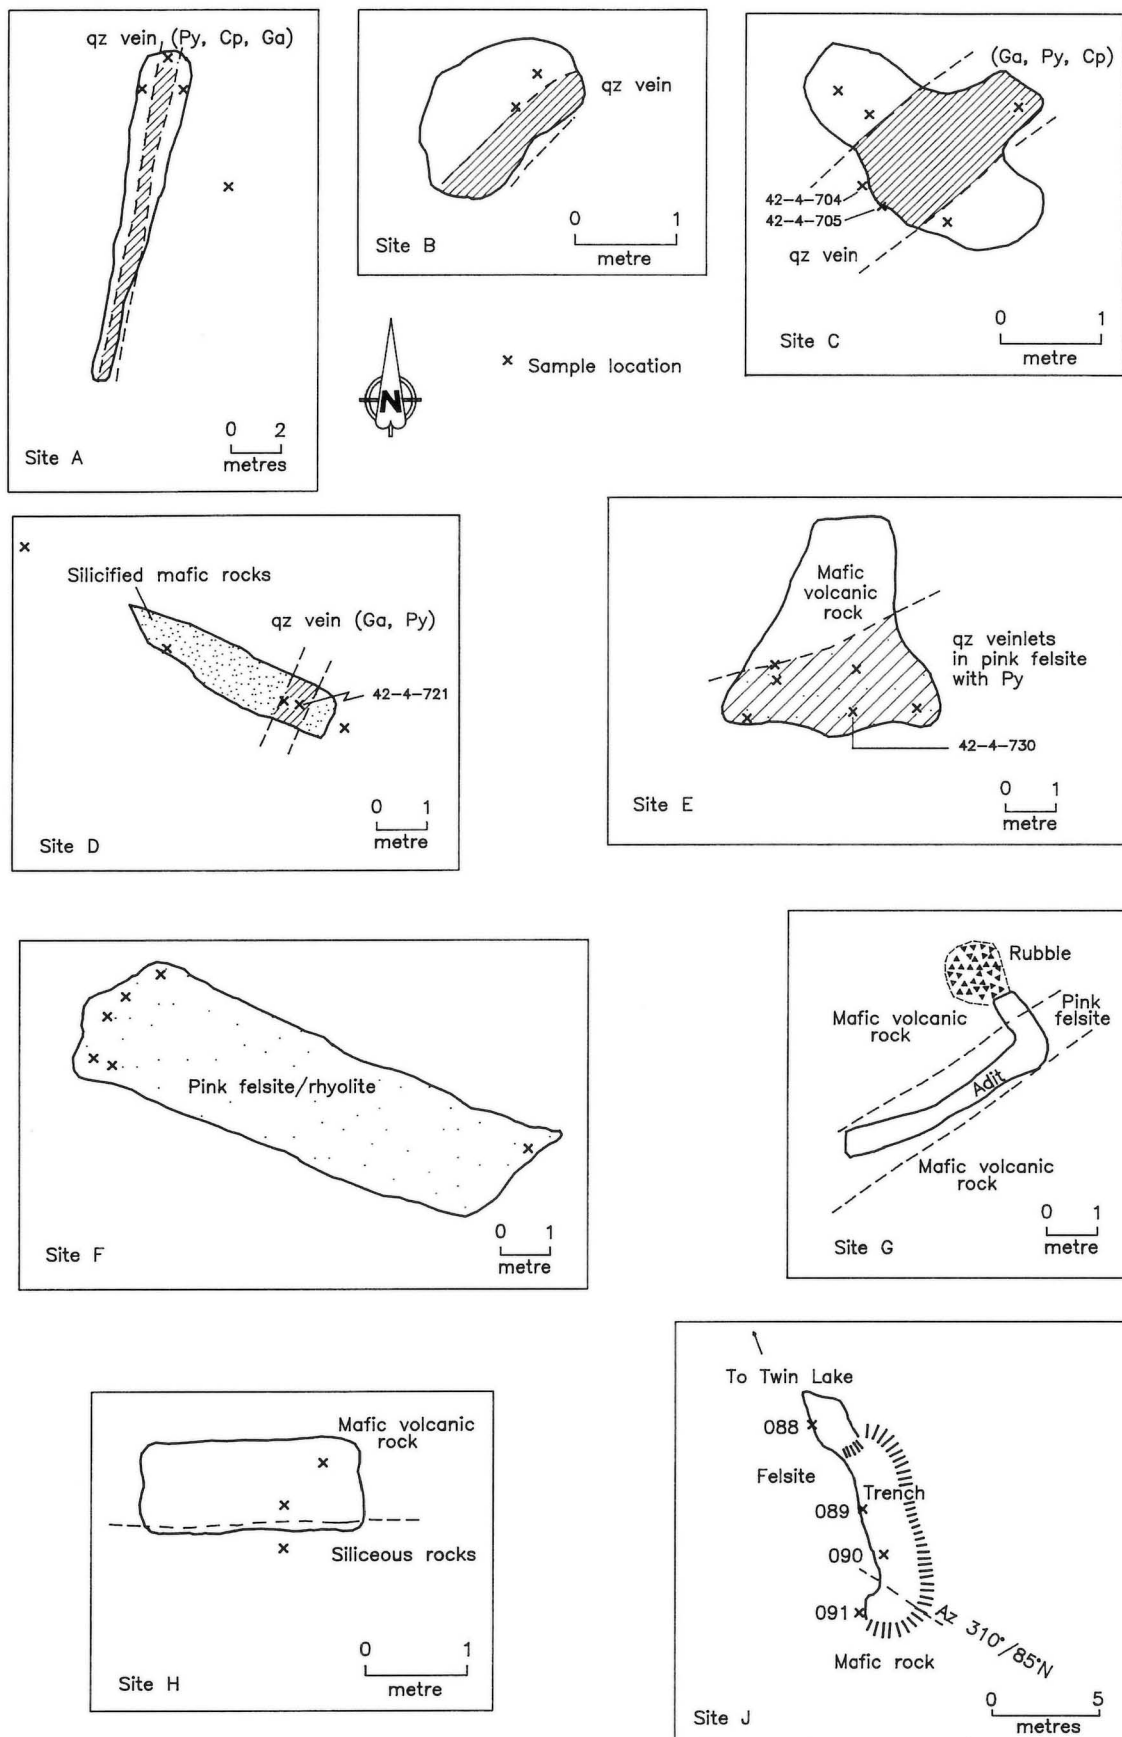 qz vein (Py, Cp, Ga)
0 2
metres
Site A
qz vein
0 1
metre
Site B
(Ga, Py, Cp)
42-4-704
42-4-705
qz vein
0 1
metre
Site C
N
x Sample location
Silicified mafic rocks
qz vein (Ga, Py)
42-4-721
0 1
metre
Site D
Mafic
volcanic
rock
qz veinlets
in pink felsite
with Py
42-4-730
0 1
metre
Site E
Pink felsite/rhyolite
0 1
metre
Site F
Rubble
Mafic volcanic
rock
Pink
felsite
Adit
Mafic volcanic
rock
0 1
metre
Site G
Mafic volcanic
rock
Siliceous rocks
0 1
metre
Site H
To Twin Lake
088
Felsite
Trench
089
090
091
Az 310°/85°N
Mafic rock
0 5
metres
Site J